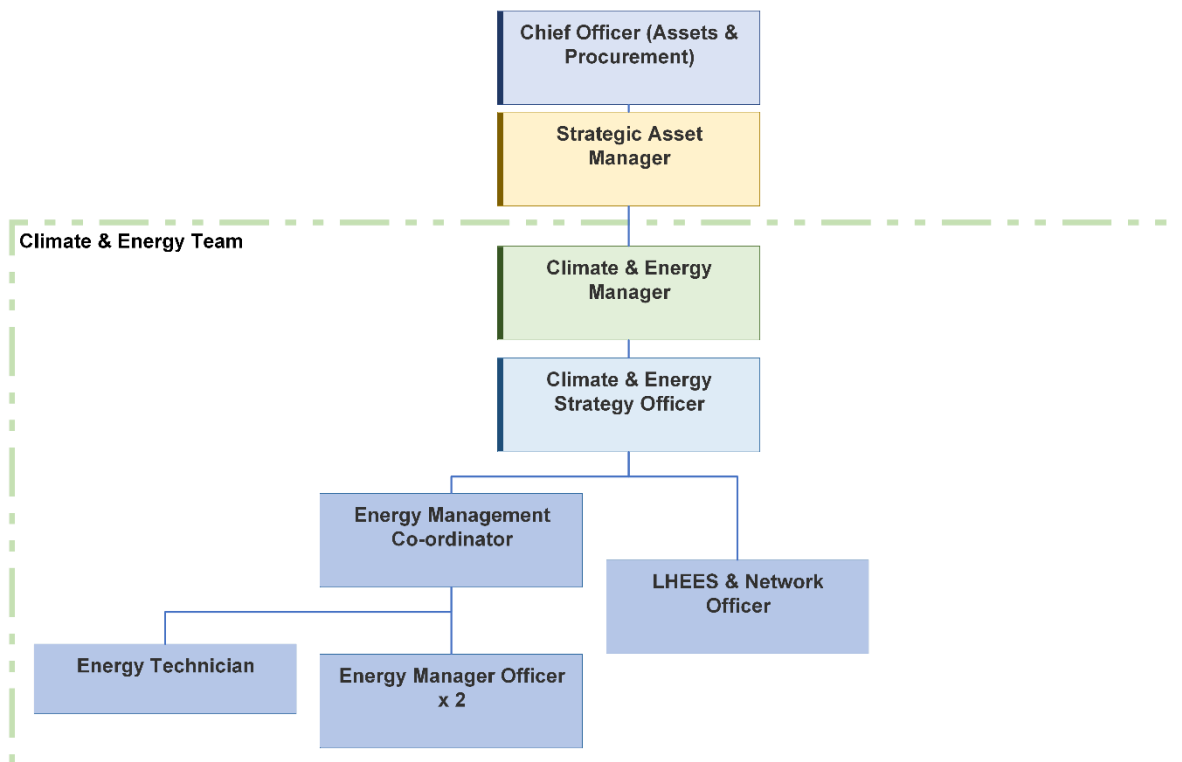 Chief Officer (Assets &
Procurement)
Strategic Asset
Manager
Climate & Energy Team
Climate & Energy
Manager
Climate & Energy
Strategy Officer
Energy Management
Co-ordinator
LHEES & Network
Officer
Energy Technician
Energy Manager Officer
x 2